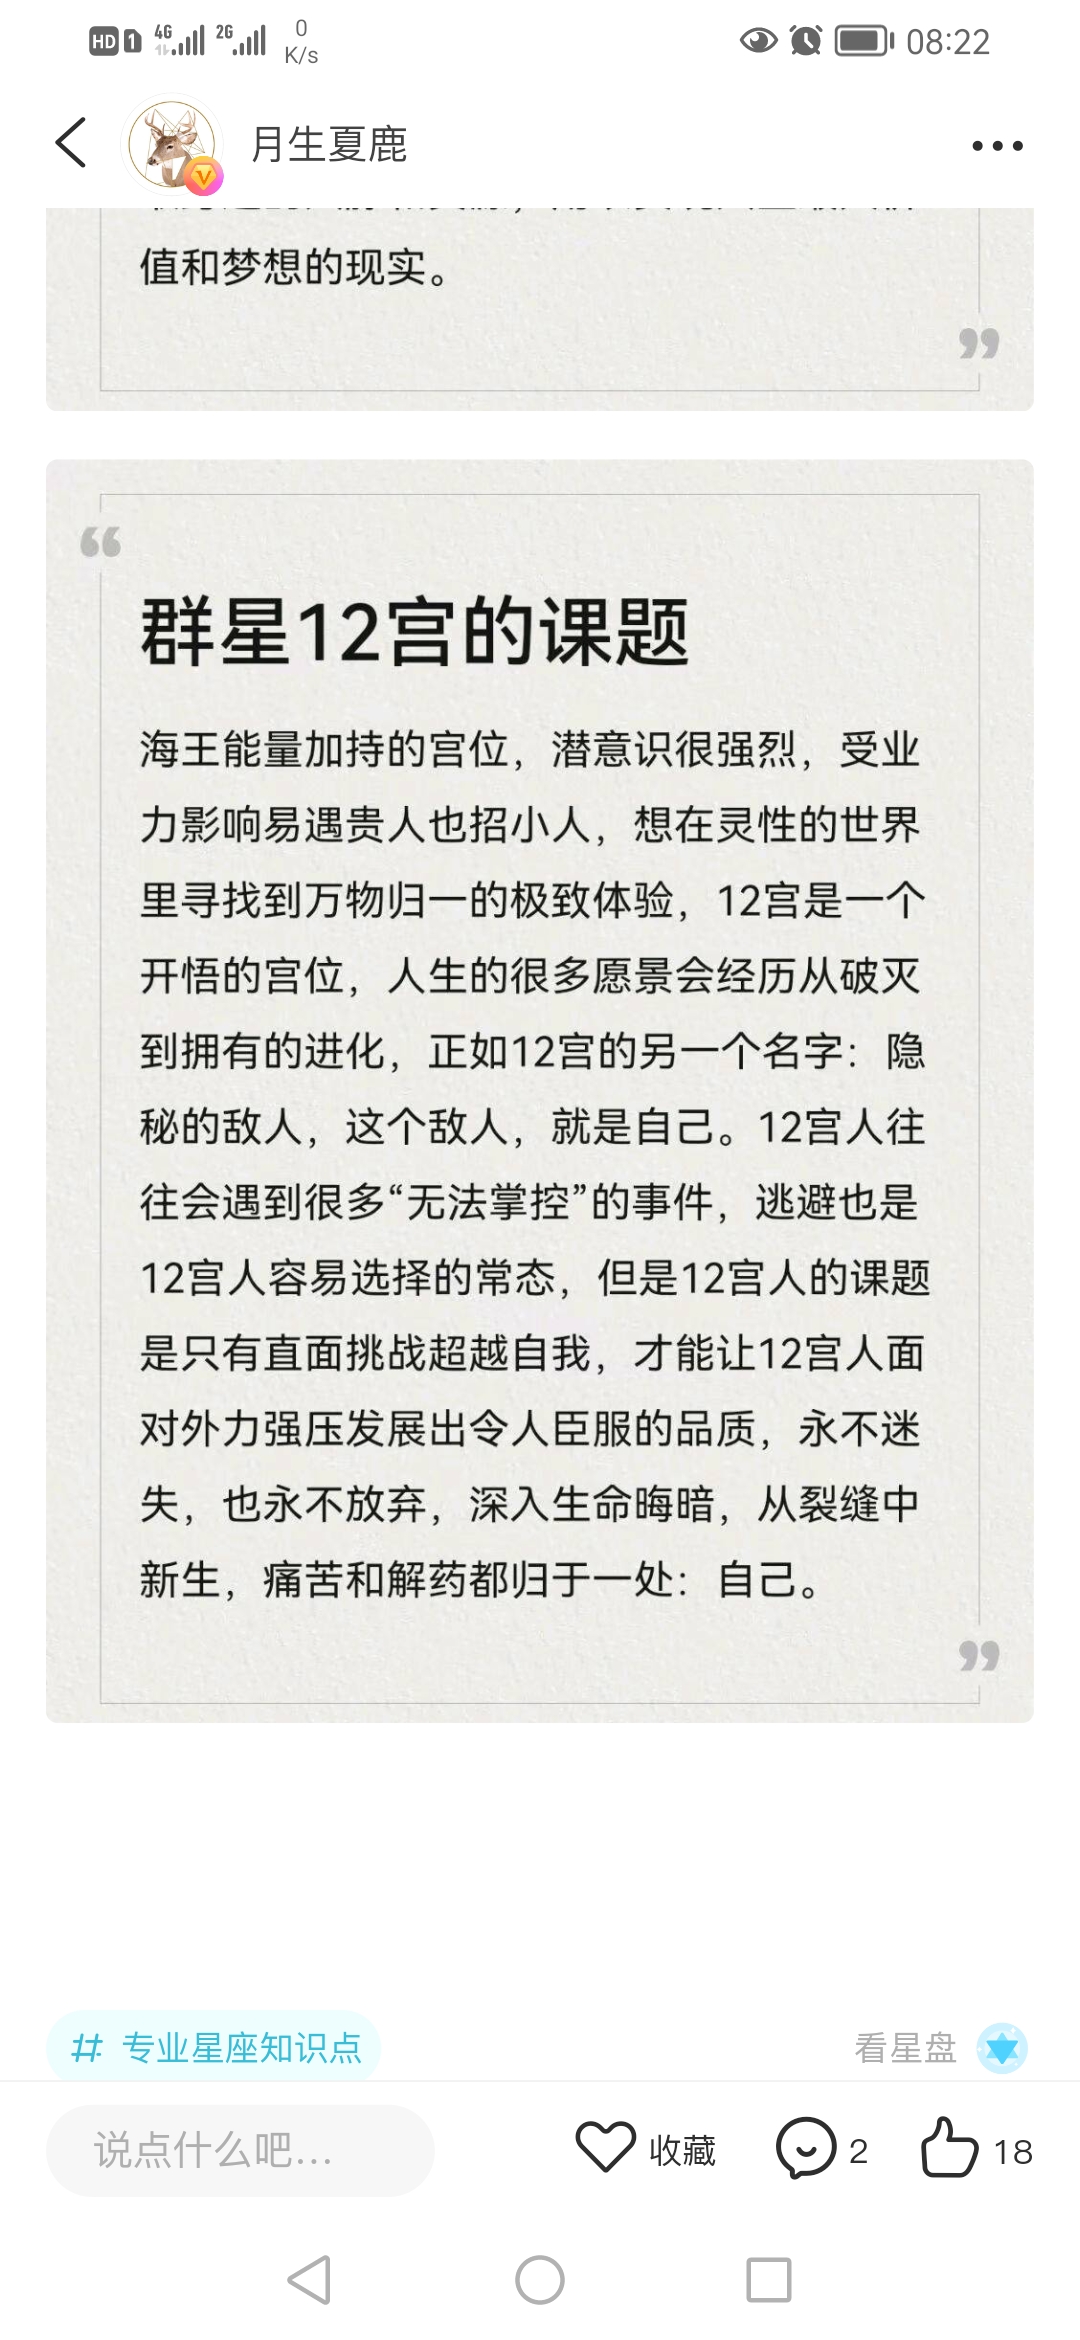 HD 1 4G 2G 0 K/s 08:22
月生夏鹿
值和梦想的现实。
”
“
群星12宫的课题
海王能量加持的宫位，潜意识很强烈，受业
力影响易遇贵人也招小人，想在灵性的世界
里寻找到万物归一的极致体验，12宫是一个
开悟的宫位，人生的很多愿景会经历从破灭
到拥有的进化，正如12宫的另一个名字：隐
秘的敌人，这个敌人，就是自己。12宫人往
往会遇到很多“无法掌控”的事件，逃避也是
12宫人容易选择的常态，但是12宫人的课题
是只有直面挑战超越自我，才能让12宫人面
对外力强压发展出令人臣服的品质，永不迷
失，也永不放弃，深入生命晦暗，从裂缝中
新生，痛苦和解药都归于一处：自己。
”
# 专业星座知识点 看星盘
说点什么吧... 收藏 2 18